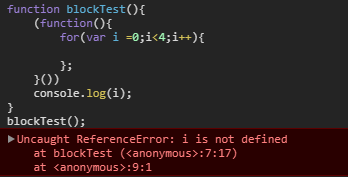 function blockTest(){
    (function(){
        for(var i =0;i<4;i++){
        };
    }())
    console.log(i);
}
blockTest();
▶Uncaught ReferenceError: i is not defined
    at blockTest (<anonymous>:7:17)
    at <anonymous>:9:1